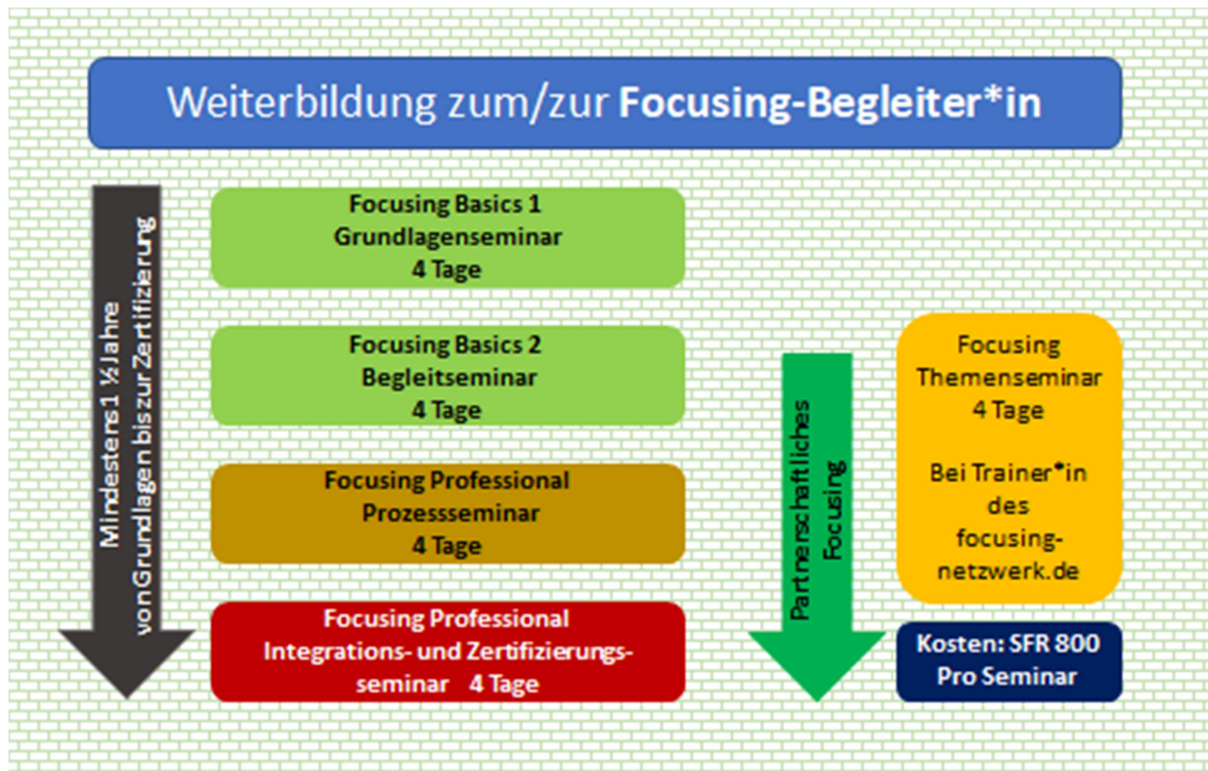 Weiterbildung zum/zur Focusing-Begleiter*in
Mindestens 1 ½ Jahre
von Grundlagen bis zur Zertifizierung
Focusing Basics 1
Grundlagenseminar
4 Tage
Focusing Basics 2
Begleitseminar
4 Tage
Focusing Professional
Prozessseminar
4 Tage
Focusing Professional
Integrations- und Zertifizierungs-
seminar 4 Tage
Partnerschaftliches
Focusing
Focusing
Themenseminar
4 Tage
Bei Trainer*in
des
focusing-
netzwerk.de
Kosten: SFR 800
Pro Seminar